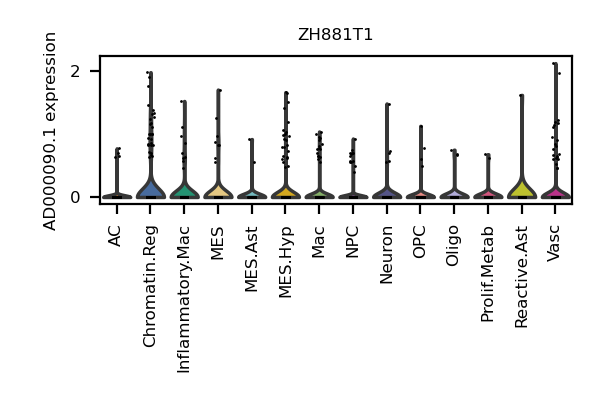 ZH881T1
AD000090.1 expression
2
0
AC
Chromatin.Reg
Inflammatory.Mac
MES
MES.Ast
MES.Hyp
Mac
NPC
Neuron
OPC
Oligo
Prolif.Metab
Reactive.Ast
Vasc